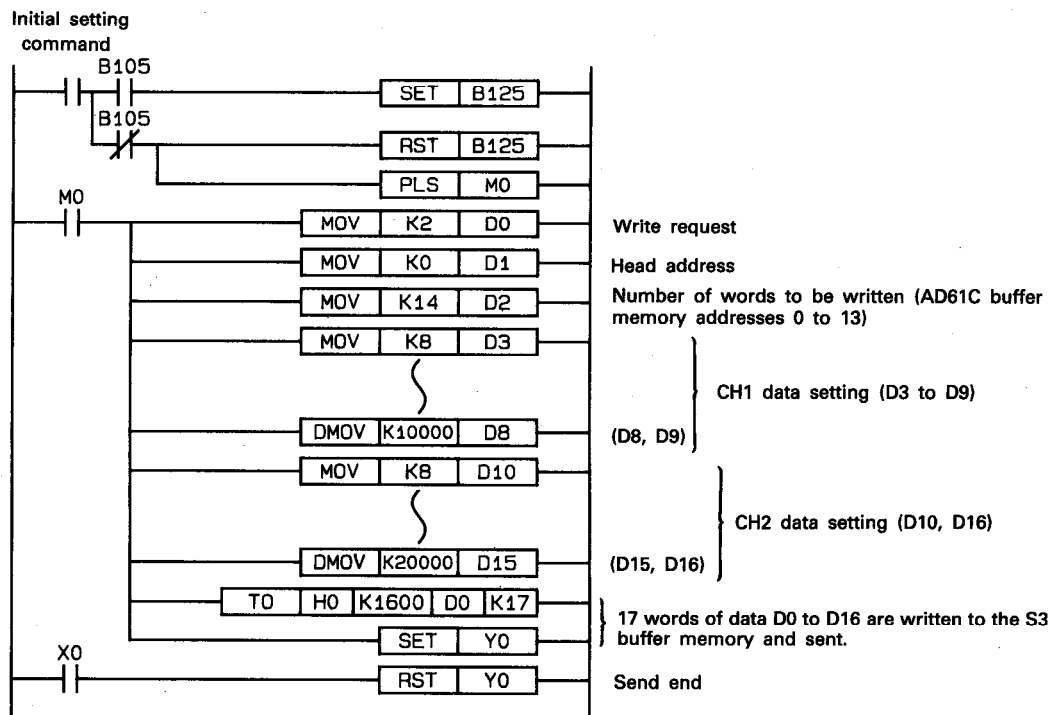 Initial setting
command
B105
SET B125
B105
RST B125
PLS M0
M0
MOV K2 D0 Write request
MOV K0 D1 Head address
MOV K14 D2 Number of words to be written (AD61C buffer
memory addresses 0 to 13)
MOV K8 D3
CH1 data setting (D3 to D9)
DMOV K10000 D8 (D8, D9)
MOV K8 D10
CH2 data setting (D10, D16)
DMOV K20000 D15 (D15, D16)
TO H0 K1600 D0 K17 17 words of data D0 to D16 are written to the S3
buffer memory and sent.
SET Y0
X0
RST Y0 Send end